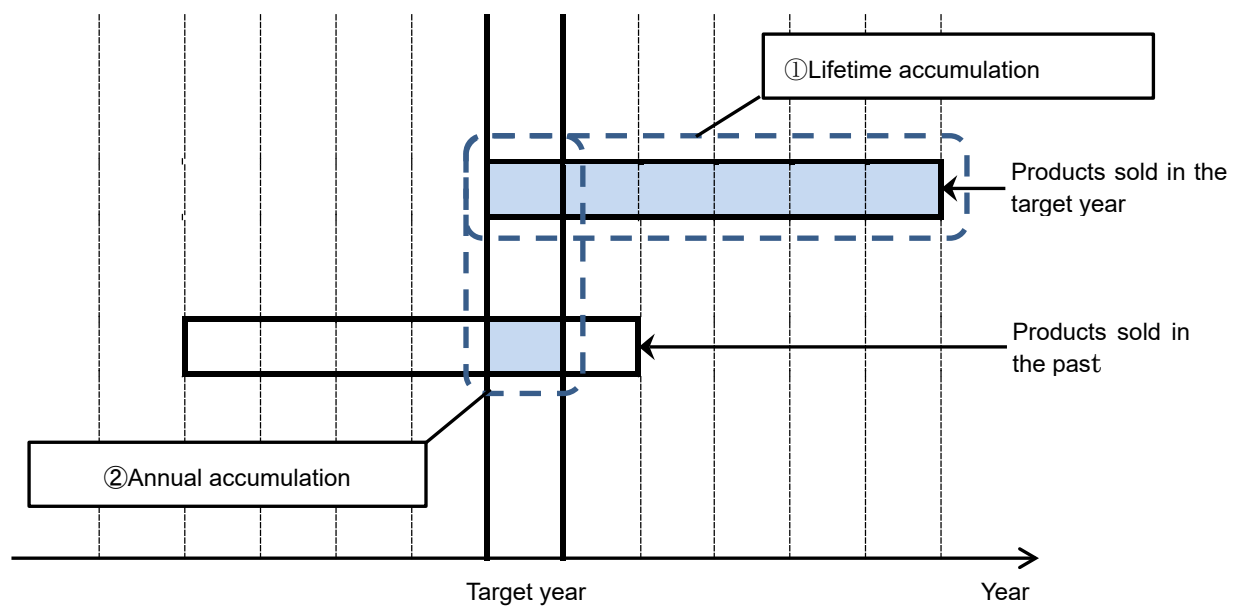 ①Lifetime accumulation
Products sold in the
target year
Products sold in
the past
②Annual accumulation
Target year
Year